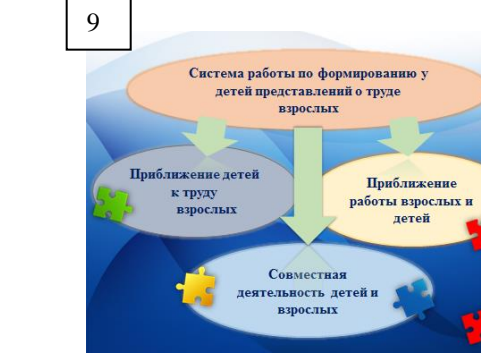 9
Система работы по формированию у
детей представлений о труде
взрослых
Приближение детей
к труду
взрослых
Приближение
работы взрослых и
детей
Совместная
деятельность детей и
взрослых